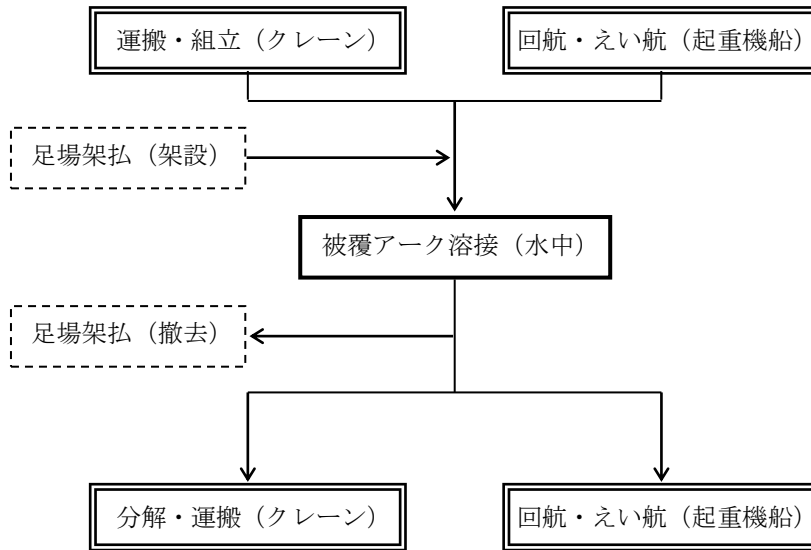 運搬・組立（クレーン）
回航・えい航（起重機船）
足場架払（架設）
被覆アーク溶接（水中）
足場架払（撤去）
分解・運搬（クレーン）
回航・えい航（起重機船）